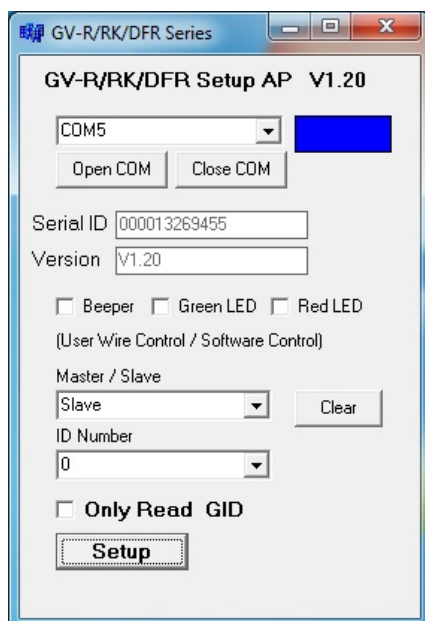 GV-R/RK/DFR Series
GV-R/RK/DFR Setup AP V1.20
COM5
Open COM Close COM
Serial ID 000013269455
Version V1.20
Beeper Green LED Red LED
(User Wire Control / Software Control)
Master / Slave
Slave Clear
ID Number
0
Only Read GID
Setup